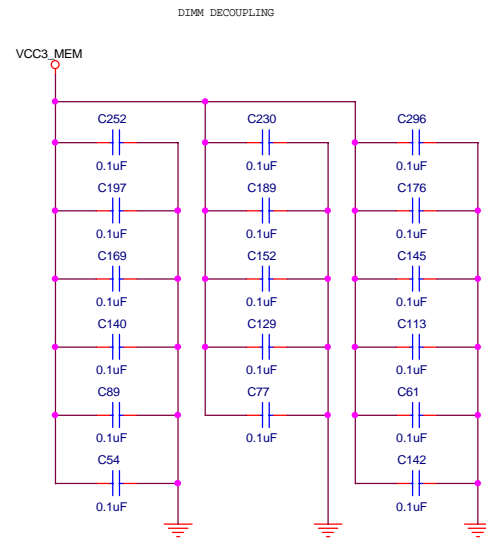 DIMM DECOUPLING
VCC3_MEM
C252 C230 C296
0.1uF 0.1uF 0.1uF
C197 C189 C176
0.1uF 0.1uF 0.1uF
C169 C152 C145
0.1uF 0.1uF 0.1uF
C140 C129 C113
0.1uF 0.1uF 0.1uF
C89 C77 C61
0.1uF 0.1uF 0.1uF
C54 C142
0.1uF 0.1uF